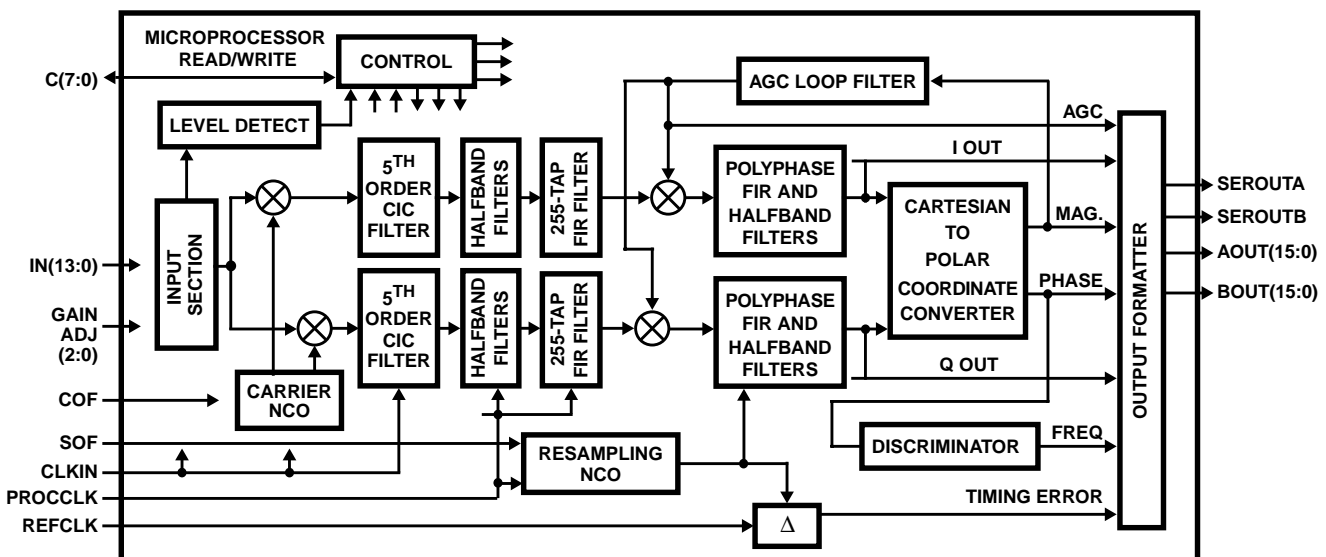 MICROPROCESSOR
READ/WRITE
C(7:0)
CONTROL
LEVEL DETECT
AGC LOOP FILTER
AGC
INPUT
SECTION
5TH
ORDER
CIC
FILTER
HALFBAND
FILTERS
255-TAP
FIR FILTER
POLYPHASE
FIR AND
HALFBAND
FILTERS
I OUT
CARTESIAN
TO
POLAR
COORDINATE
CONVERTER
MAG.
PHASE
OUTPUT FORMATTER
SEROUTA
SEROUTB
AOUT(15:0)
BOUT(15:0)
IN(13:0)
GAIN
ADJ
(2:0)
5TH
ORDER
CIC
FILTER
HALFBAND
FILTERS
255-TAP
FIR FILTER
POLYPHASE
FIR AND
HALFBAND
FILTERS
Q OUT
COF
CARRIER
NCO
SOF
CLKIN
PROCCLK
REFCLK
RESAMPLING
NCO
DISCRIMINATOR
FREQ
TIMING ERROR
Δ